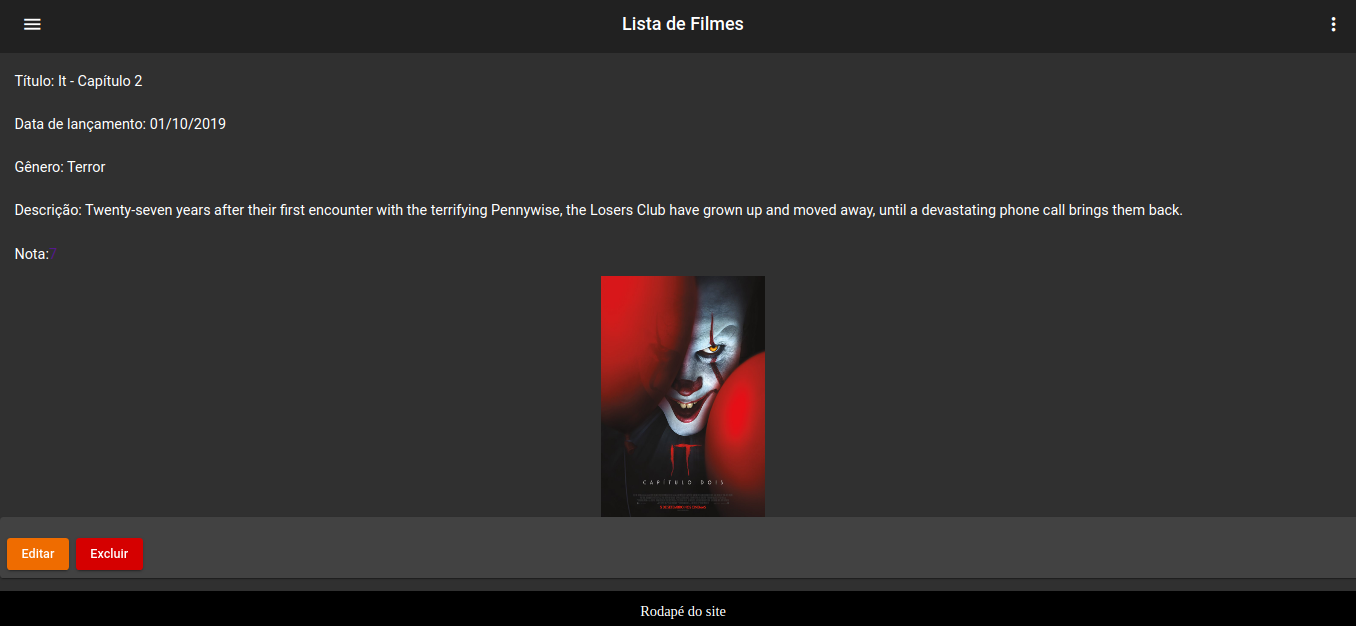 Lista de Filmes
Título: It - Capítulo 2
Data de lançamento: 01/10/2019
Gênero: Terror
Descrição: Twenty-seven years after their first encounter with the terrifying Pennywise, the Losers Club have grown up and moved away, until a devastating phone call brings them back.
Nota:7
IT
CAPÍTULO DOIS
Editar
Excluir
Rodapé do site